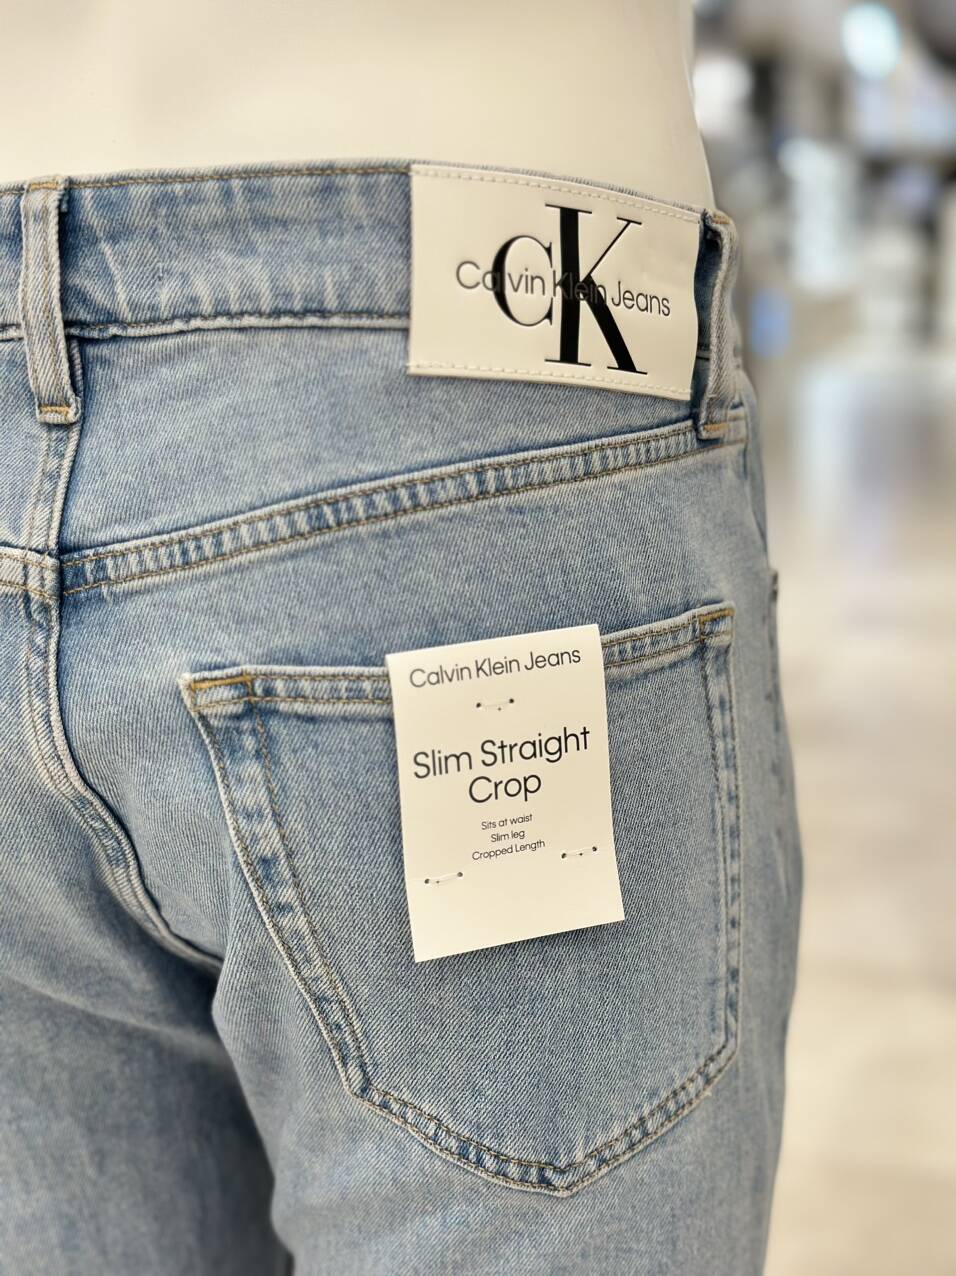 CK
Calvin Klein Jeans
Calvin Klein Jeans
Slim Straight
Crop
Sits at waist
Slim leg
Cropped Length